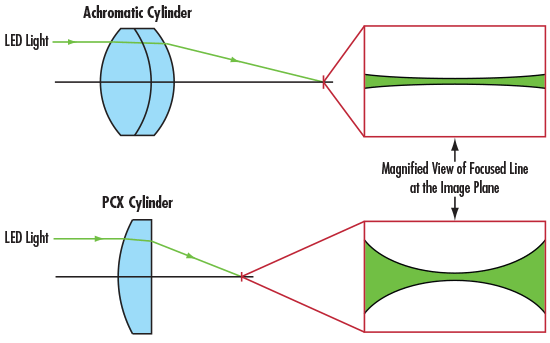 Achromatic Cylinder
LED Light
Magnified View of Focused Line
at the Image Plane
PCX Cylinder
LED Light